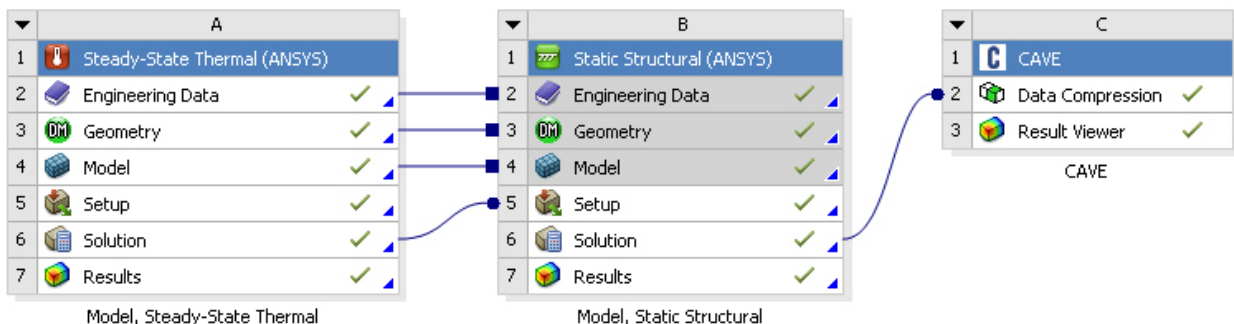 A
1 Steady-State Thermal (ANSYS)
2 Engineering Data
3 DM Geometry
4 Model
5 Setup
6 Solution
7 Results
Model, Steady-State Thermal
B
1 Static Structural (ANSYS)
2 Engineering Data
3 DM Geometry
4 Model
5 Setup
6 Solution
7 Results
Model, Static Structural
C
1 C CAVE
2 Data Compression
3 Result Viewer
CAVE